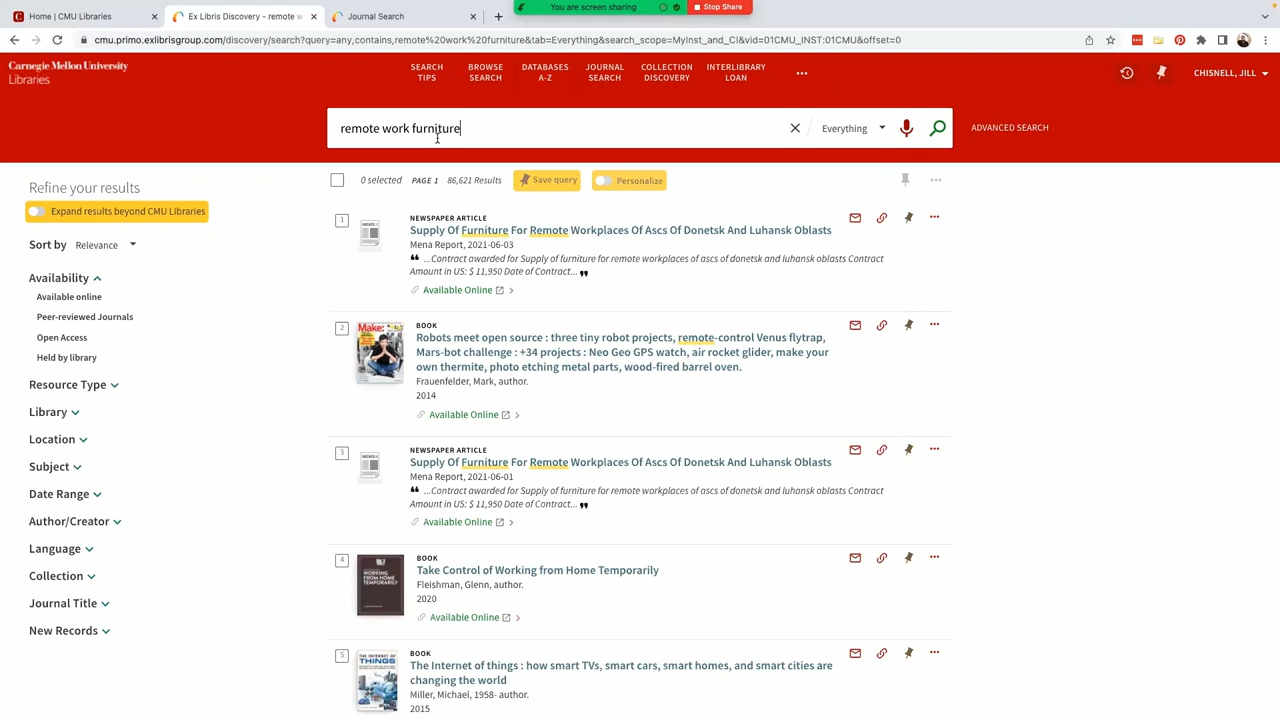 Home | CMU Libraries
Ex Libris Discovery - remote w
Journal Search
You are screen sharing
Stop Share
cmu.primo.exlibrisgroup.com/discovery/search?query=any,contains,remote%20work%20furniture&tab=Everything&search_scope=MyInst_and_CI&vid=01CMU_INST:01CMU&offset=0
Carnegie Mellon University
Libraries
SEARCH TIPS
BROWSE SEARCH
DATABASES A-Z
JOURNAL SEARCH
COLLECTION DISCOVERY
INTERLIBRARY LOAN
CHISNELL, JILL
remote work furniture
Everything
ADVANCED SEARCH
Refine your results
Expand results beyond CMU Libraries
Sort by Relevance
Availability
Available online
Peer-reviewed Journals
Open Access
Held by library
Resource Type
Library
Location
Subject
Date Range
Author/Creator
Language
Collection
Journal Title
New Records
0 selected PAGE 1 86,621 Results Save query Personalize
1
NEWSPAPER ARTICLE
Supply Of Furniture For Remote Workplaces Of Ascs Of Donetsk And Luhansk Oblasts
Mena Report, 2021-06-03
...Contract awarded for Supply of furniture for remote workplaces of ascs of donetsk and luhansk oblasts Contract
Amount in US: $ 11,950 Date of Contract...
Available Online
2
Make:
BOOK
Robots meet open source : three tiny robot projects, remote-control Venus flytrap,
Mars-bot challenge : +34 projects : Neo Geo GPS watch, air rocket glider, make your
own thermite, photo etching metal parts, wood-fired barrel oven.
Frauenfelder, Mark, author.
2014
Available Online
3
NEWSPAPER ARTICLE
Supply Of Furniture For Remote Workplaces Of Ascs Of Donetsk And Luhansk Oblasts
Mena Report, 2021-06-01
...Contract awarded for Supply of furniture for remote workplaces of ascs of donetsk and luhansk oblasts Contract
Amount in US: $ 11,950 Date of Contract...
Available Online
4
WORKING
FROM HOME
TEMPORARILY
BOOK
Take Control of Working from Home Temporarily
Fleishman, Glenn, author.
2020
Available Online
5
THE INTERNET OF
THINGS
BOOK
The Internet of things : how smart TVs, smart cars, smart homes, and smart cities are
changing the world
Miller, Michael, 1958- author.
2015